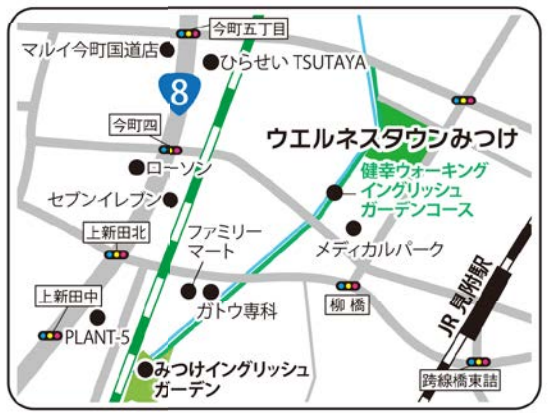 今町五丁目
マルイ今町国道店
ひらせい TSUTAYA
8
今町四
ウエルネスタウンみつけ
ローソン
健幸ウォーキング
イングリッシュ
ガーデンコース
セブンイレブン
上新田北
ファミリー
マート
メディカルパーク
JR 見附駅
上新田中
ガトウ専科
柳橋
PLANT-5
みつけイングリッシュ
ガーデン
跨線橋東詰